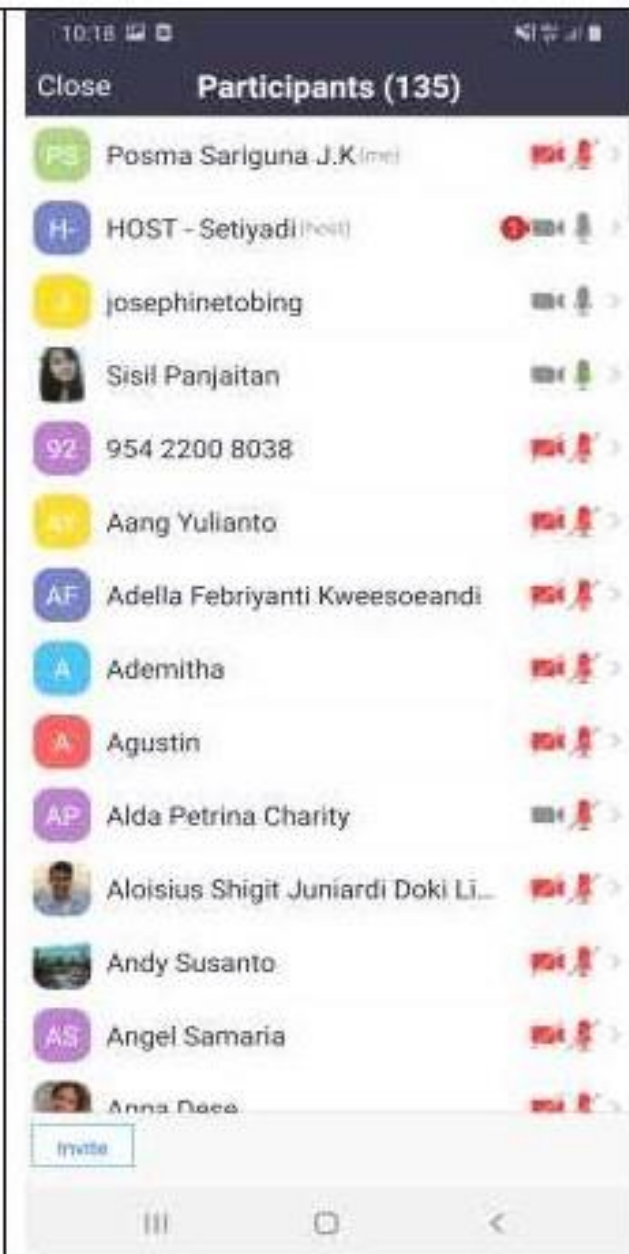 10:18
Close Participants (135)
PS Posma Sariguna J.K (me)
H- HOST - Setiyadi (host)
josephinetobing
Sisil Panjaitan
92 954 2200 8038
AY Aang Yulianto
AF Adella Febriyanti Kweesoeandi
A Ademitha
A Agustin
AP Alda Petrina Charity
Aloisius Shigit Juniardi Doki Li...
Andy Susanto
AS Angel Samaria
Anna Dese
Invite